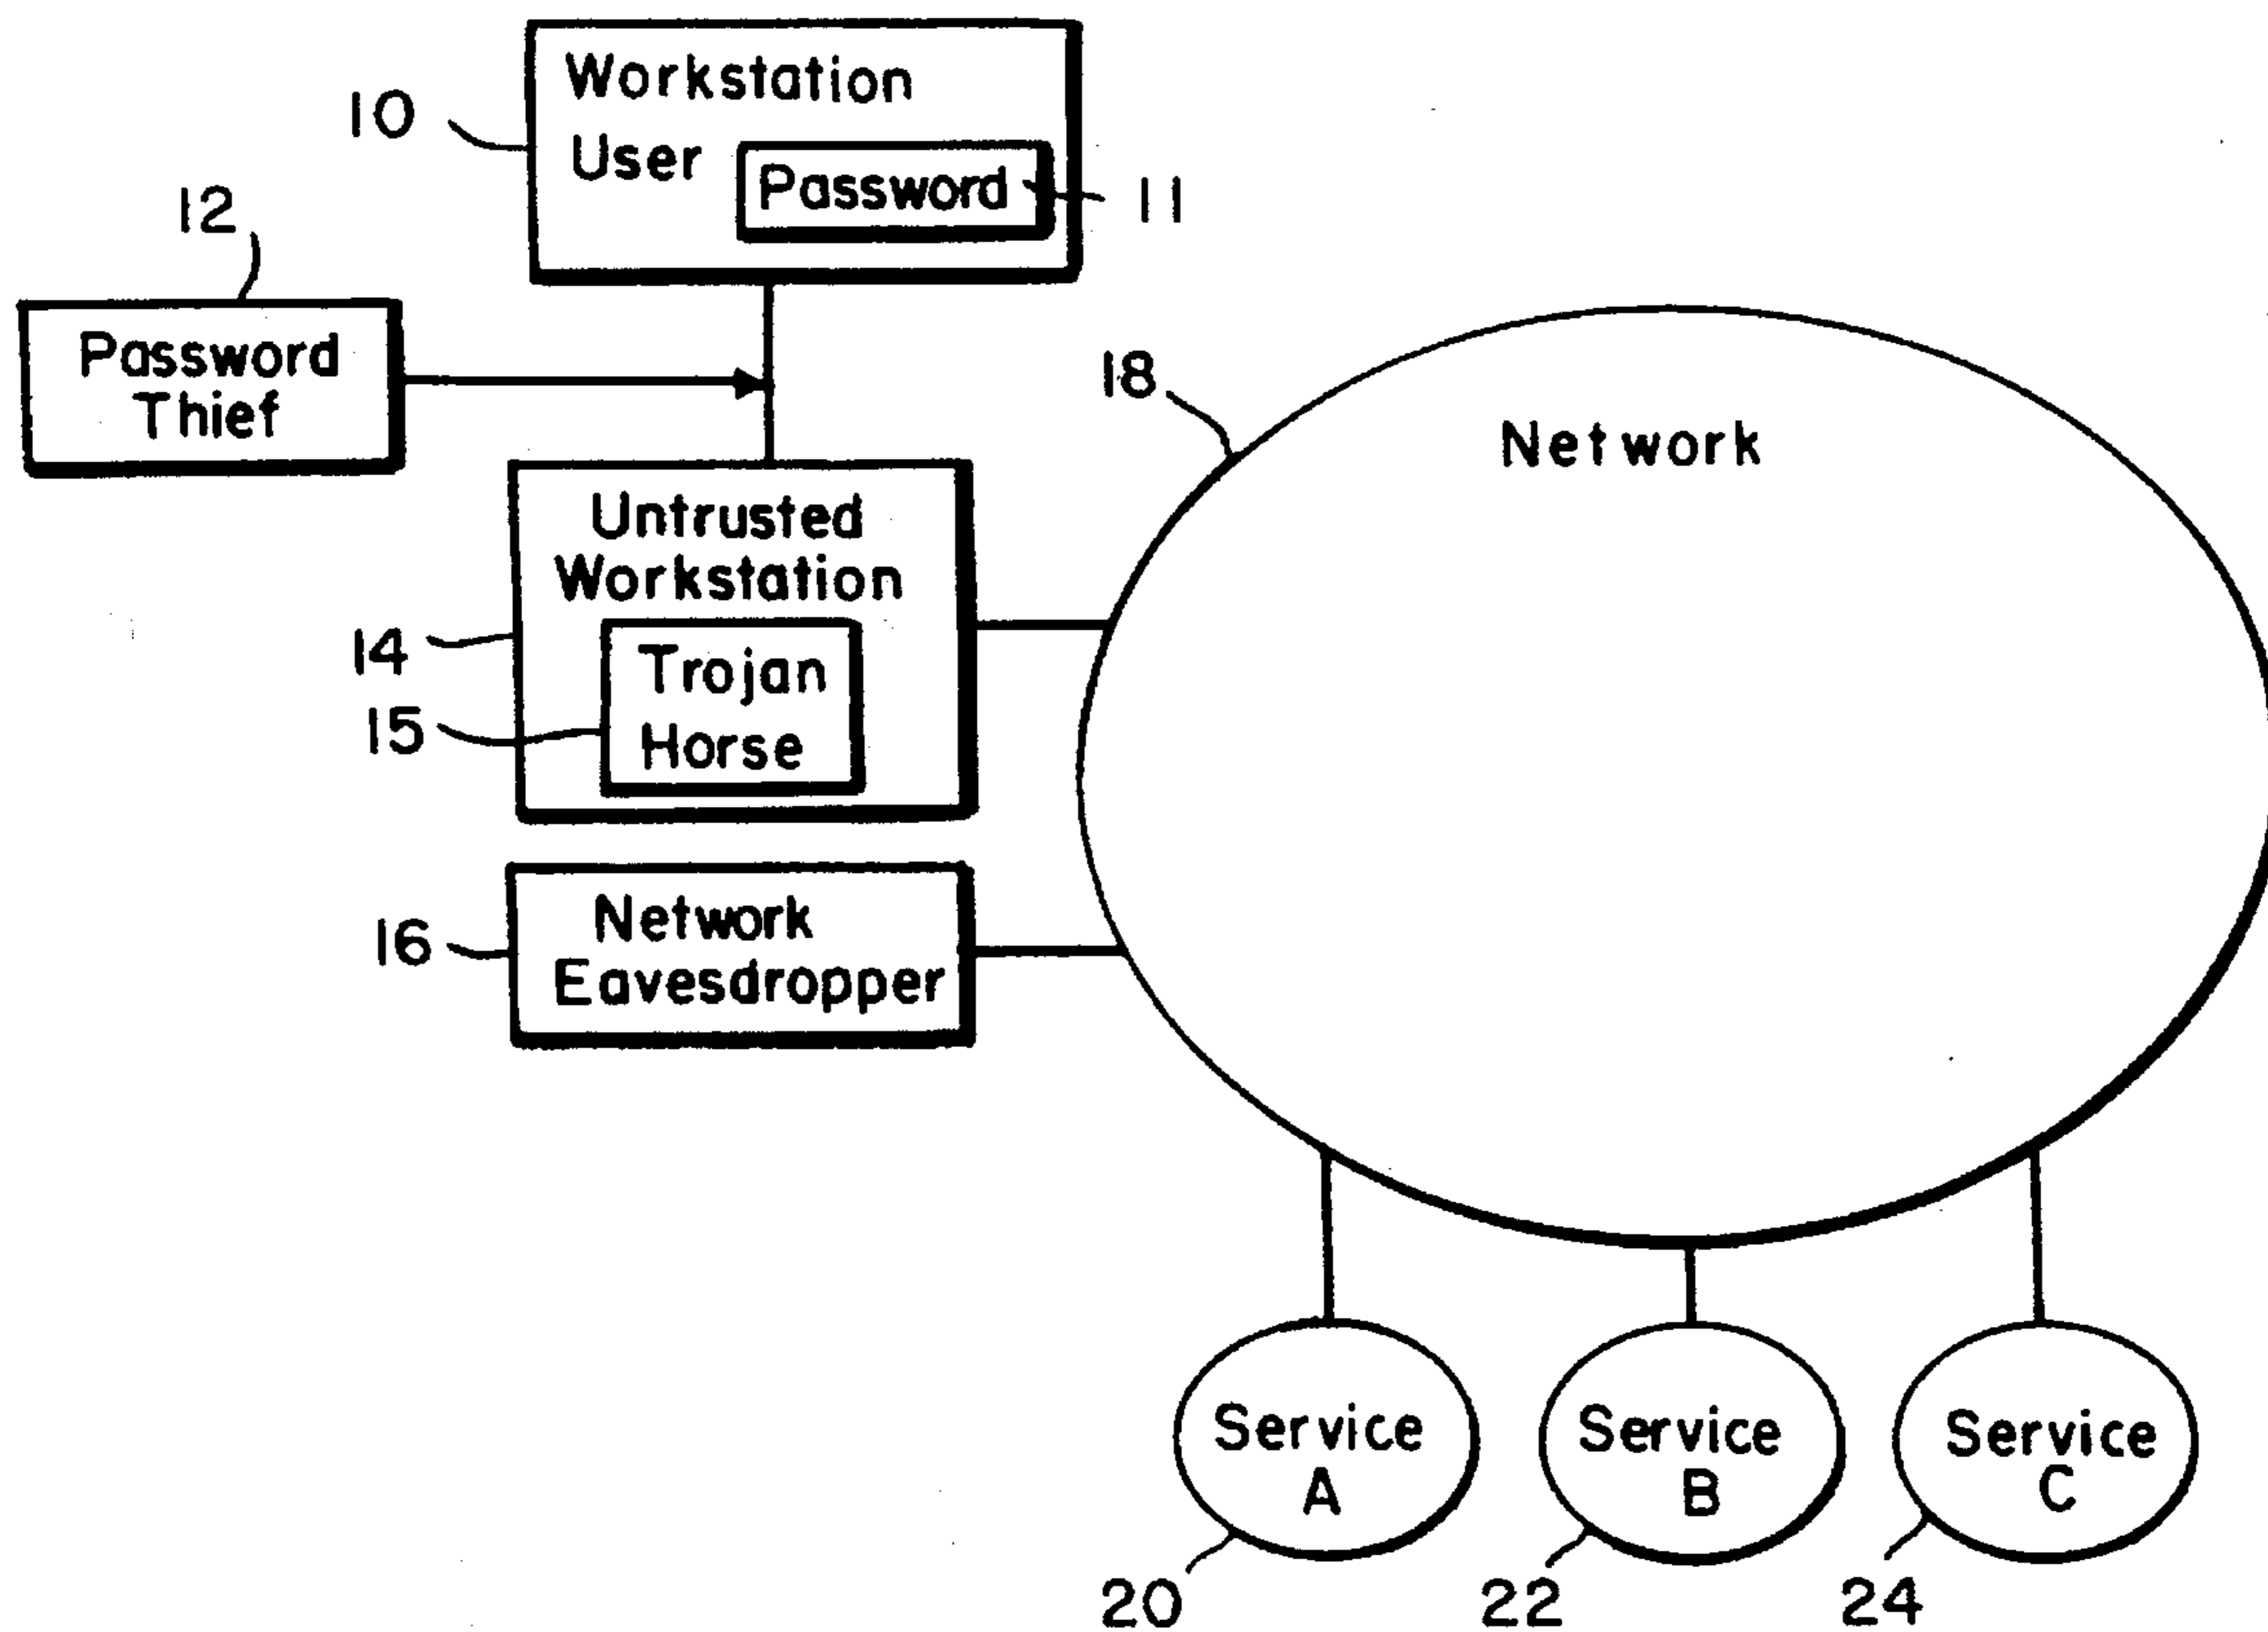 Workstation
10
User
Password
11
12
Password
Thief
18
Network
Untrusted
Workstation
14
Trojan
15
Horse
16
Network
Eavesdropper
Service
A
Service
B
Service
C
20
22
24